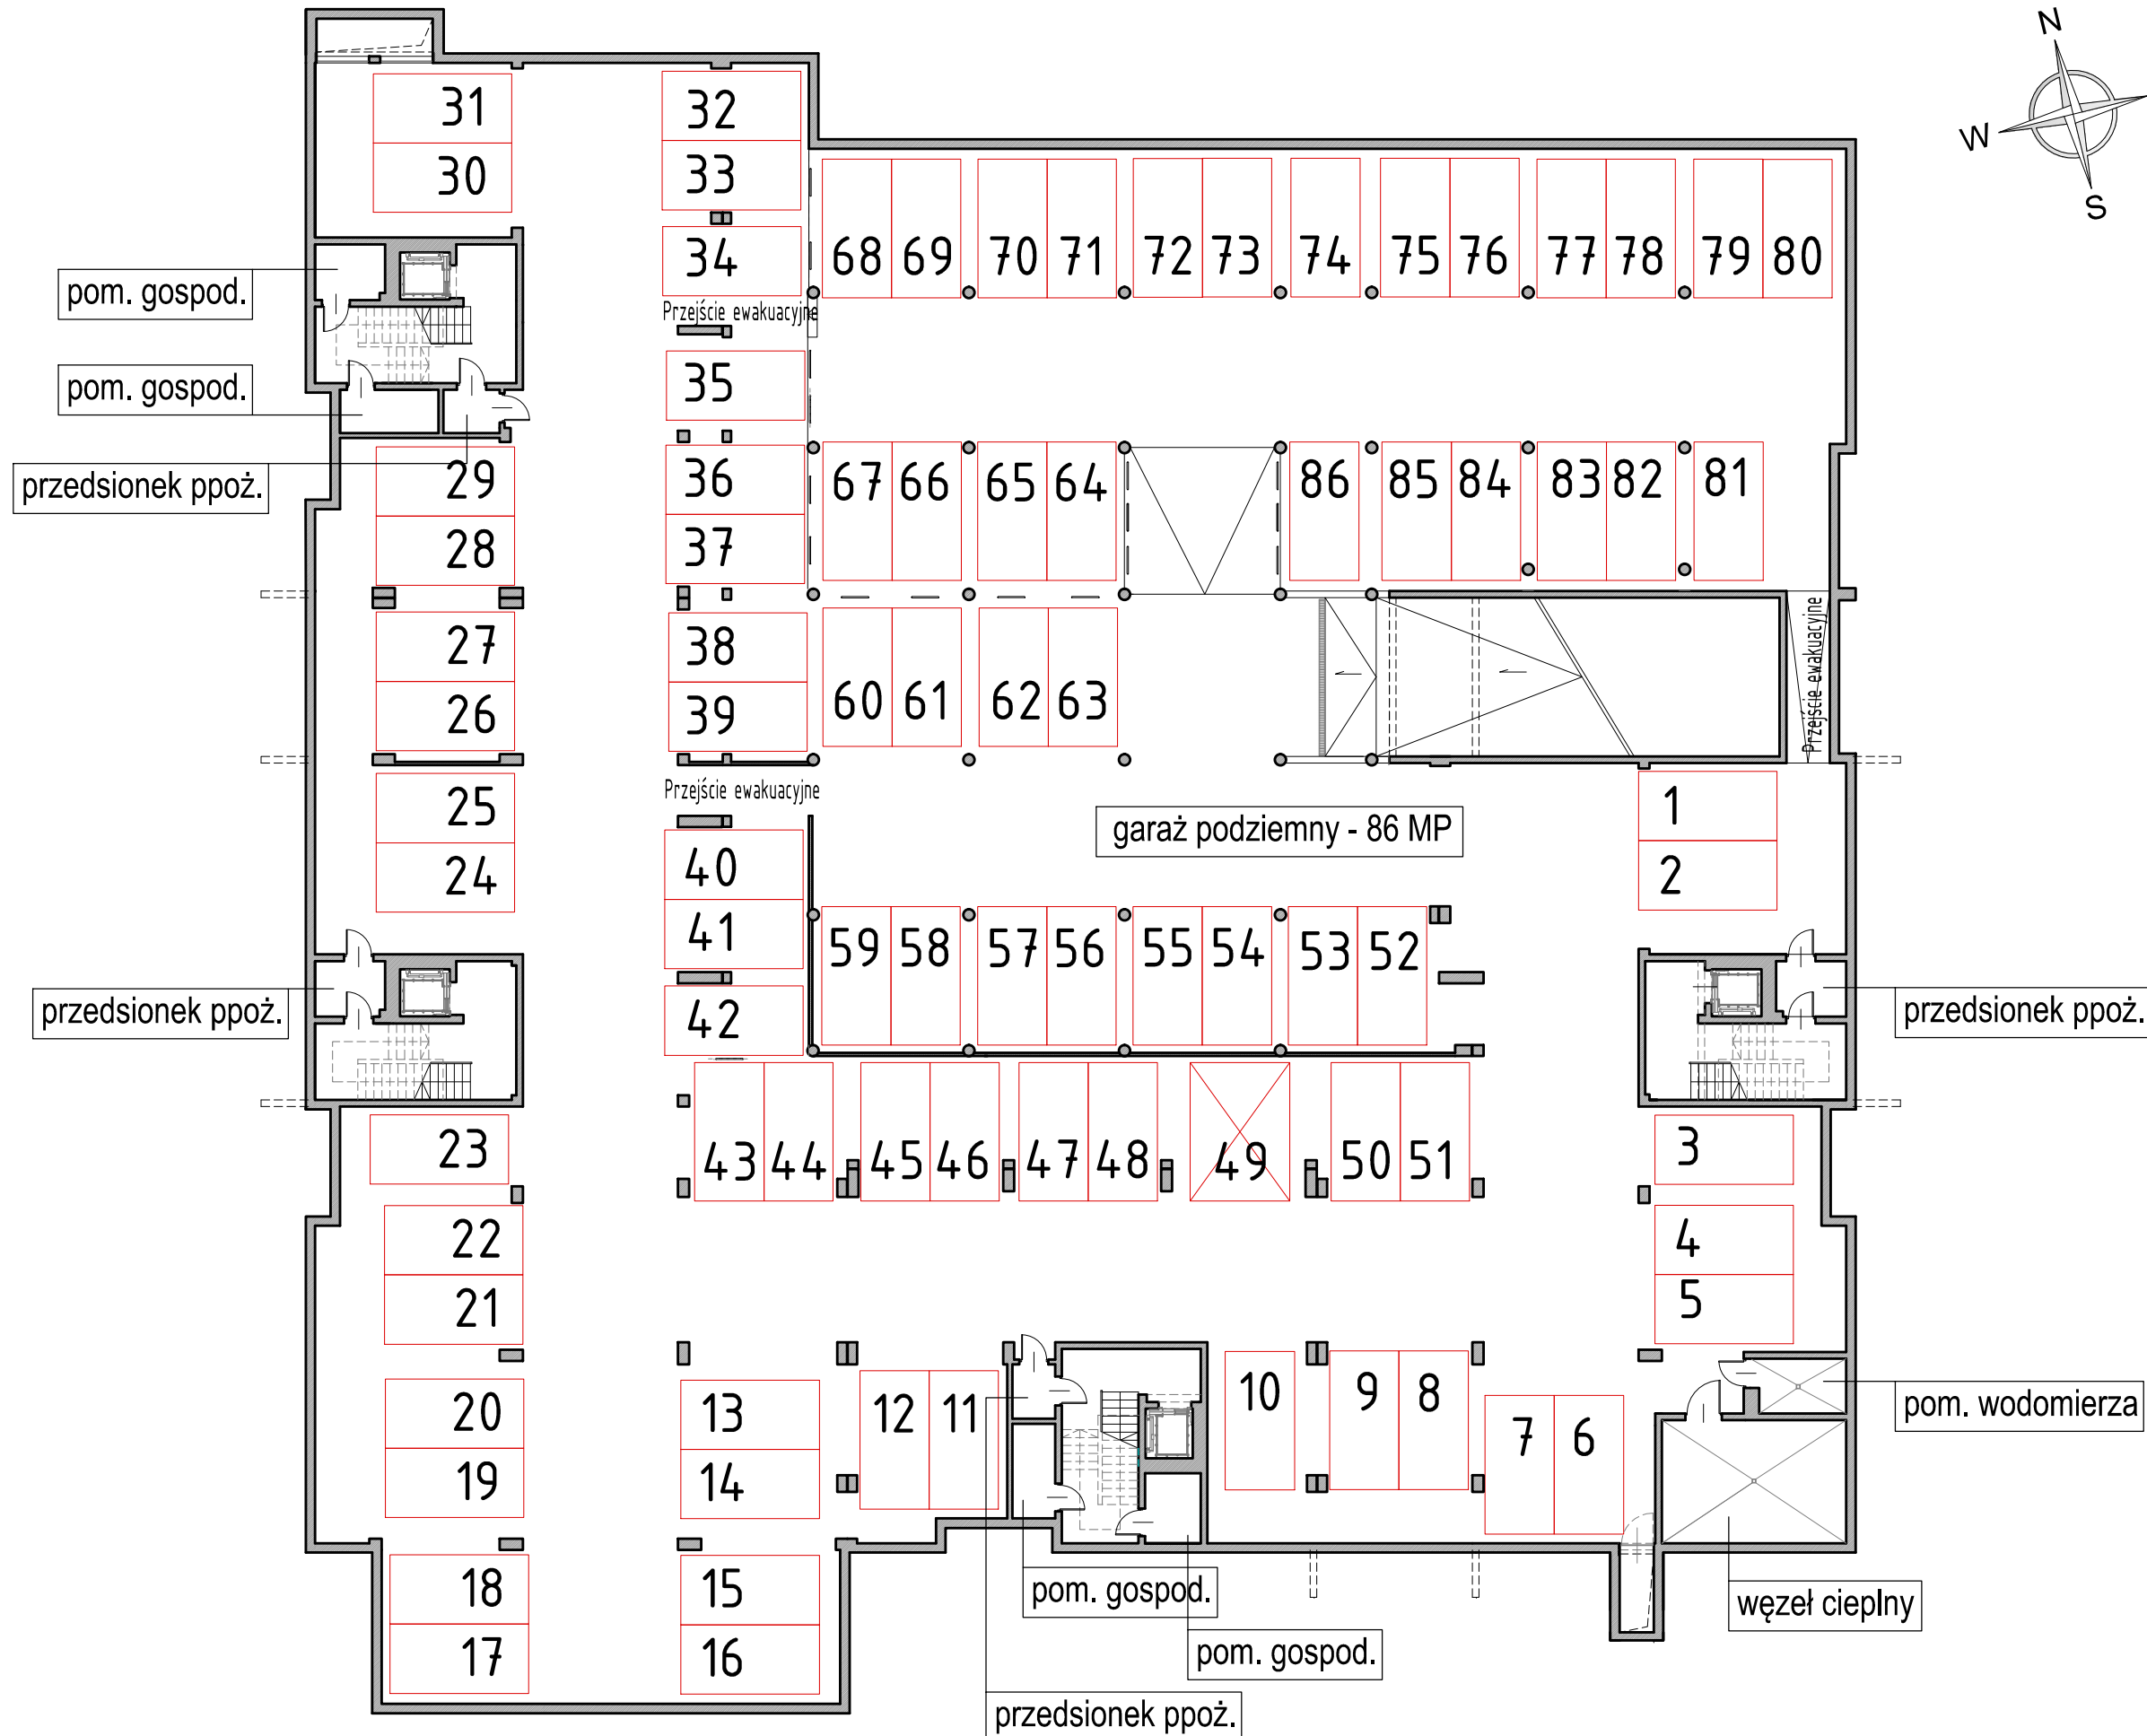 N
W
S
31
32
30
33
68 69 70 71 72 73 74 75 76 77 78 79 80
34
pom. gospod.
Przejście ewakuacyjne
35
pom. gospod.
29
36
67 66 65 64 86 85 84 83 82 81
przedsionek ppoż.
28
37
27
38
Przejście ewakuacyjne
26
39
60 61 62 63
Przejście ewakuacyjne
1
25
garaż podziemny - 86 MP
40
24
2
41
59 58 57 56 55 54 53 52
przedsionek ppoż.
42
przedsionek ppoż.
23
43 44 45 46 47 48 49 50 51
3
22
4
21
5
20
13
12 11
10
9 8
pom. wodomierza
7 6
19
14
18
15
pom. gospod.
węzeł cieplny
17
16
pom. gospod.
przedsionek ppoż.